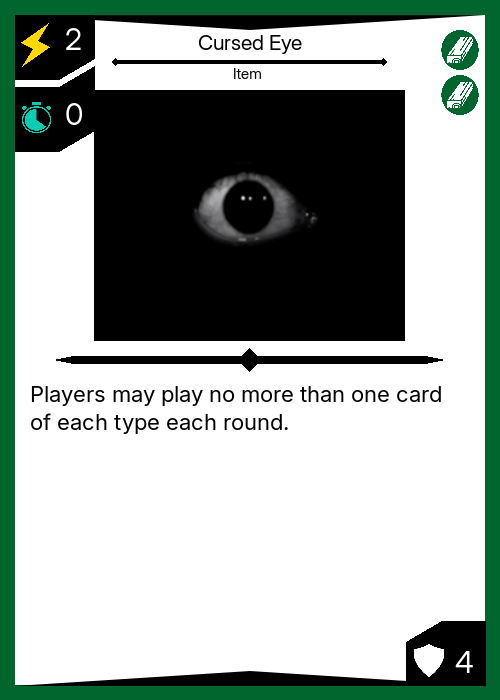 2
Cursed Eye
Item
0
Players may play no more than one card
of each type each round.
4